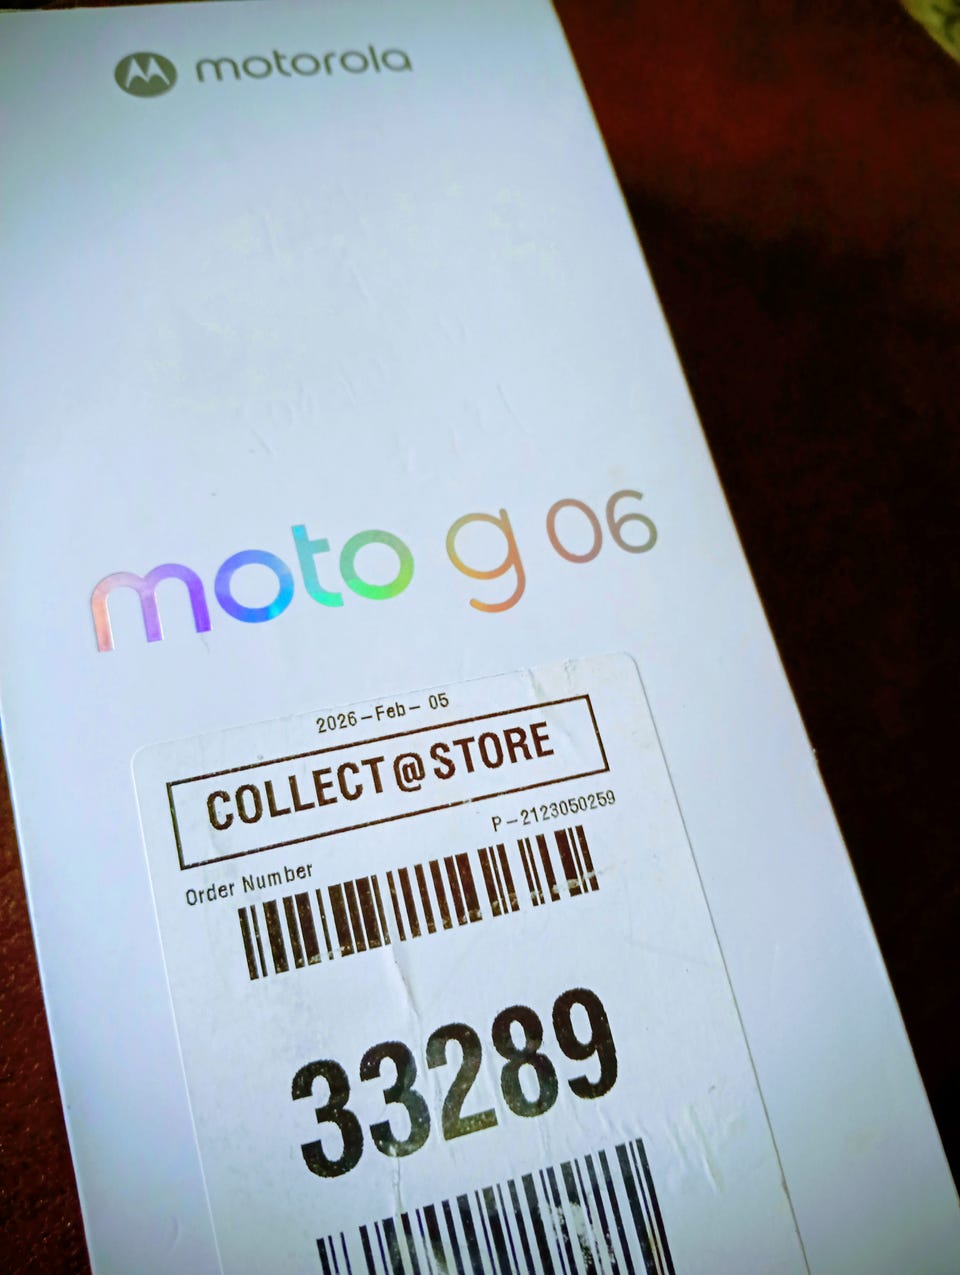 motorola
moto g 06
2026-Feb-05
COLLECT@STORE
P-2123050259
Order Number
33289